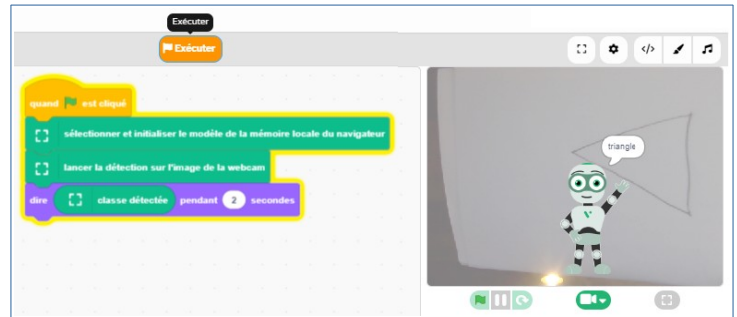 Exécuter
Exécuter
</>
quand est cliqué
sélectionner et initialiser le modèle de la mémoire locale du navigateur
lancer la détection sur l'image de la webcam
dire classe détectée pendant 2 secondes
triangle